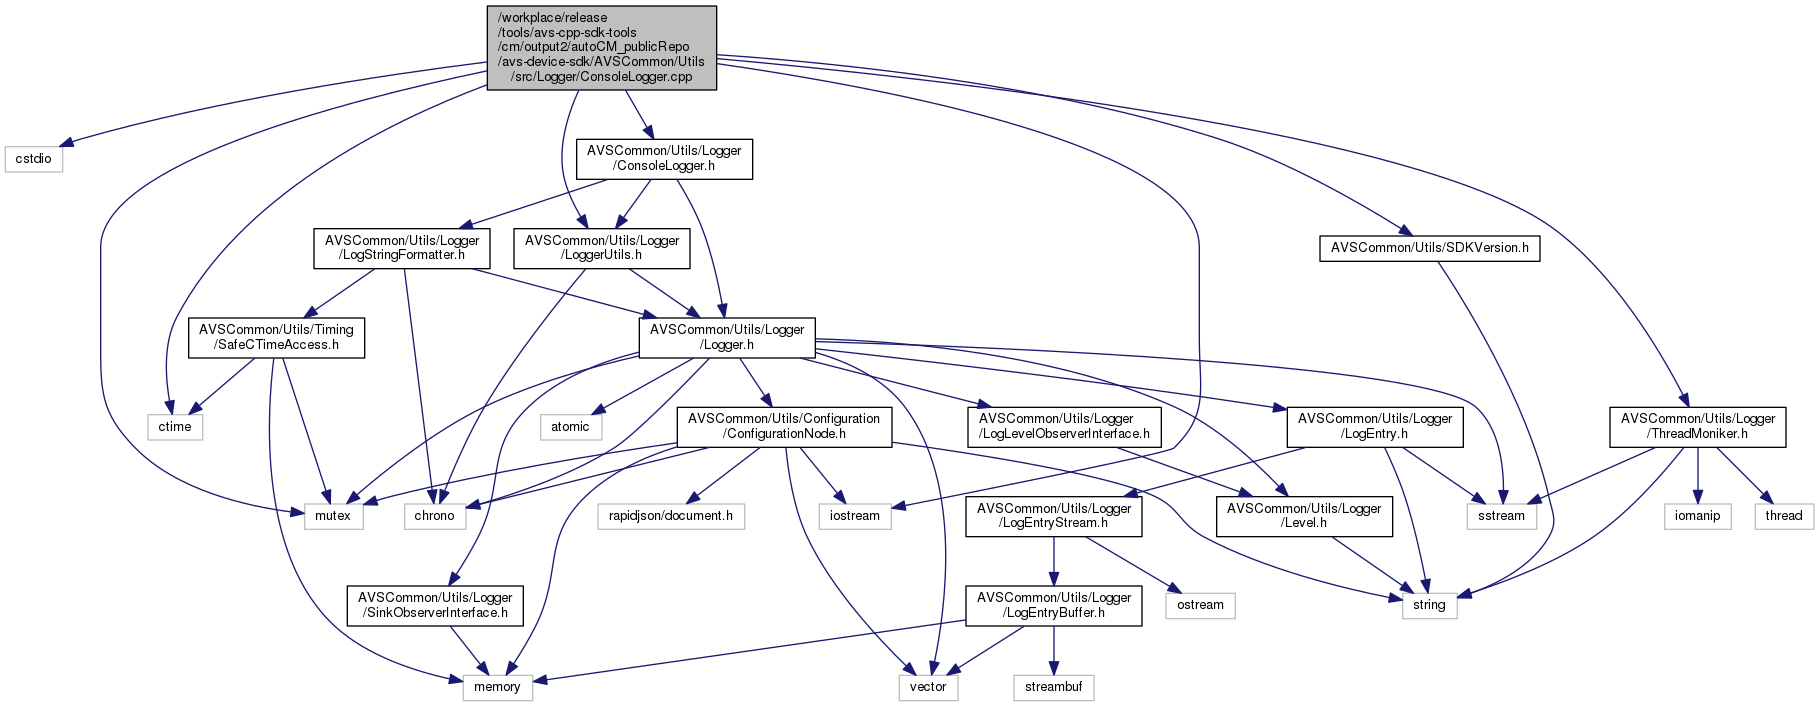 /workplace/release
/tools/avs-cpp-sdk-tools
/cm/output2/autoCM_publicRepo
/avs-device-sdk/AVSCommon/Utils
/src/Logger/ConsoleLogger.cpp
cstdio
AVSCommon/Utils/Logger
/ConsoleLogger.h
AVSCommon/Utils/Logger
/LogStringFormatter.h
AVSCommon/Utils/Logger
/LoggerUtils.h
AVSCommon/Utils/SDKVersion.h
AVSCommon/Utils/Timing
/SafeCTimeAccess.h
AVSCommon/Utils/Logger
/Logger.h
ctime
atomic
AVSCommon/Utils/Configuration
/ConfigurationNode.h
AVSCommon/Utils/Logger
/LogLevelObserverInterface.h
AVSCommon/Utils/Logger
/LogEntry.h
AVSCommon/Utils/Logger
/ThreadMoniker.h
mutex
chrono
rapidjson/document.h
iostream
AVSCommon/Utils/Logger
/LogEntryStream.h
AVSCommon/Utils/Logger
/Level.h
sstream
iomanip
thread
AVSCommon/Utils/Logger
/SinkObserverInterface.h
AVSCommon/Utils/Logger
/LogEntryBuffer.h
ostream
string
memory
vector
streambuf